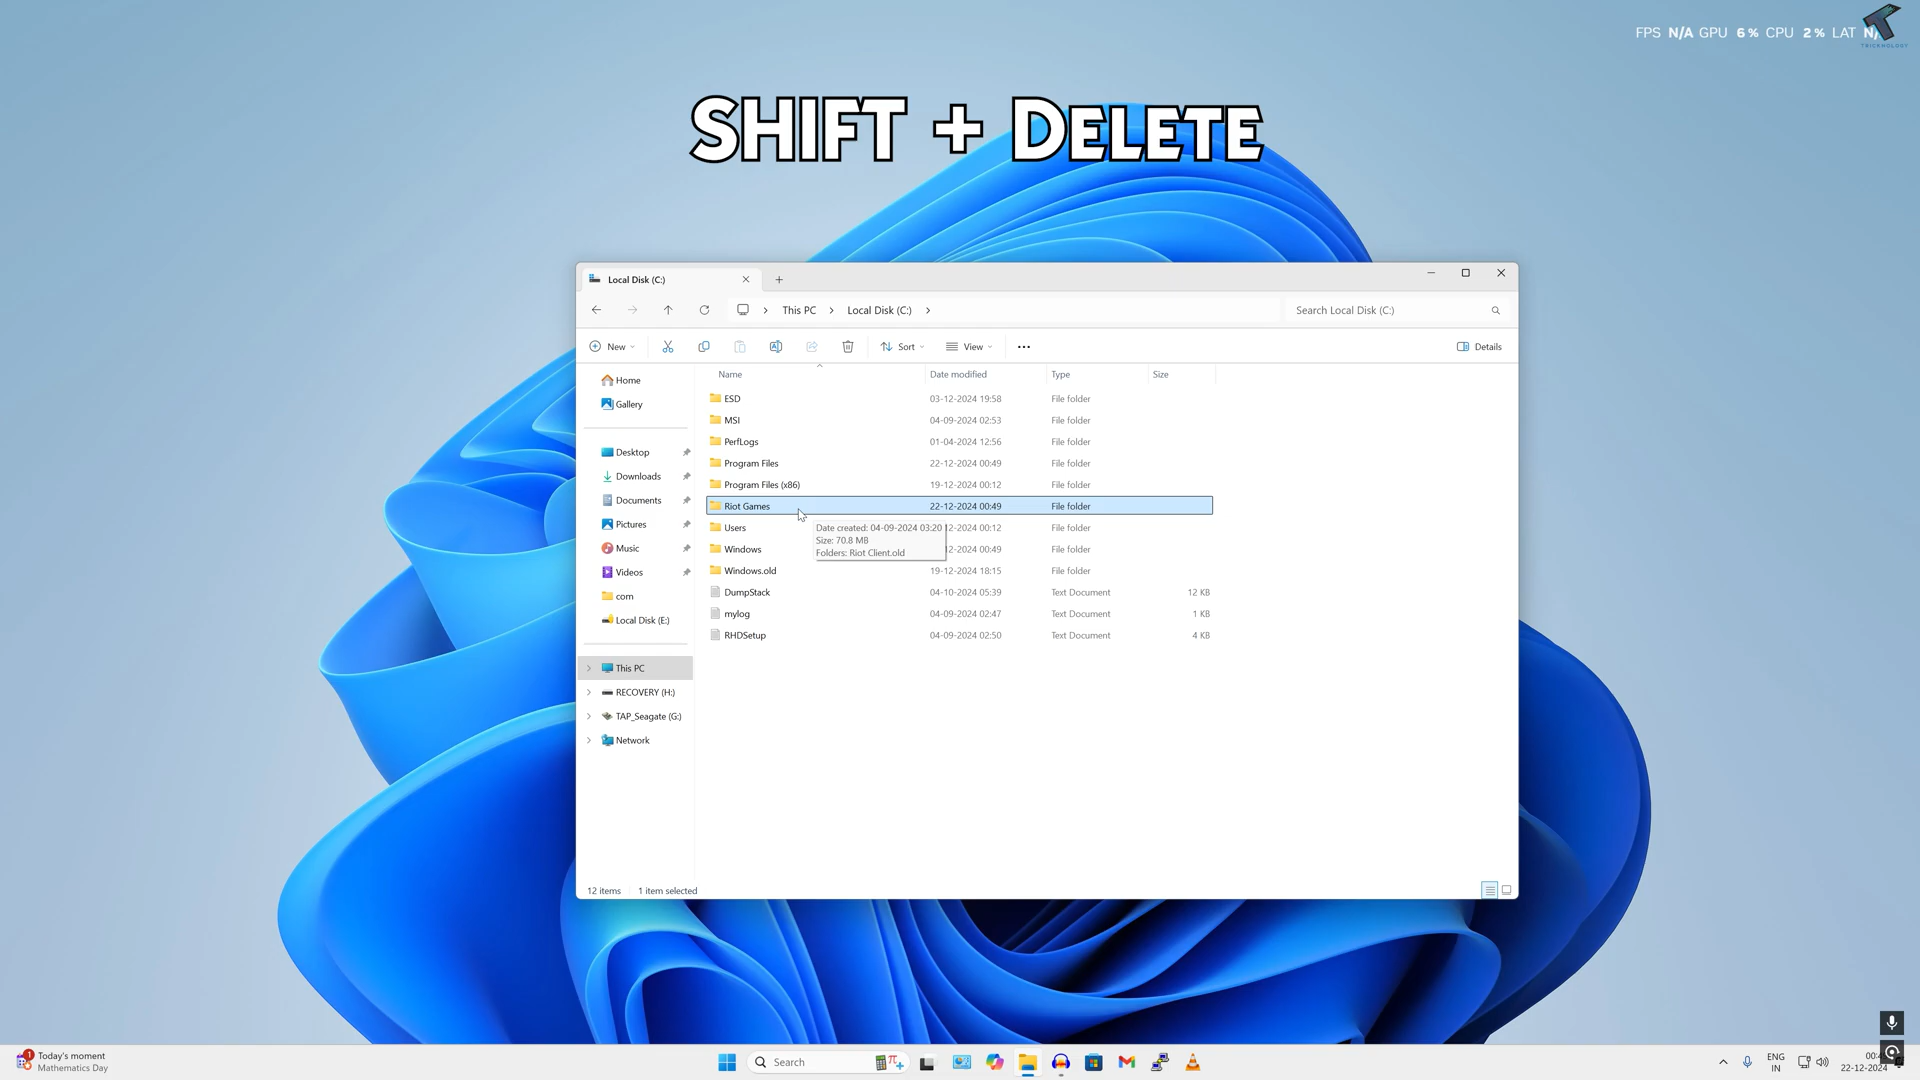 FPS N/A GPU 6% CPU 2% LAT
TRICKNOLOGY
SHIFT + DELETE
Local Disk (C:)
This PC
Local Disk (C:)
Search Local Disk (C:)
New
Sort
View
Details
Name
Date modified
Type
Size
Home
Gallery
Desktop
Downloads
Documents
Pictures
Music
Videos
com
Local Disk (E:)
This PC
RECOVERY (H:)
TAP_Seagate (G:)
Network
ESD 03-12-2024 19:58 File folder
MSI 04-09-2024 02:53 File folder
PerfLogs 01-04-2024 12:56 File folder
Program Files 22-12-2024 00:49 File folder
Program Files (x86) 19-12-2024 00:12 File folder
Riot Games 22-12-2024 00:49 File folder
Users 12-2024 00:12 File folder
Windows 12-2024 00:49 File folder
Windows.old 19-12-2024 18:15 File folder
DumpStack 04-10-2024 05:39 Text Document 12 KB
mylog 04-09-2024 02:47 Text Document 1 KB
RHDSetup 04-09-2024 02:50 Text Document 4 KB
Date created: 04-09-2024 03:20
Size: 70.8 MB
Folders: Riot Client.old
12 items
1 item selected
1
Today's moment
Mathematics Day
Search
ENG
IN
22-12-2024